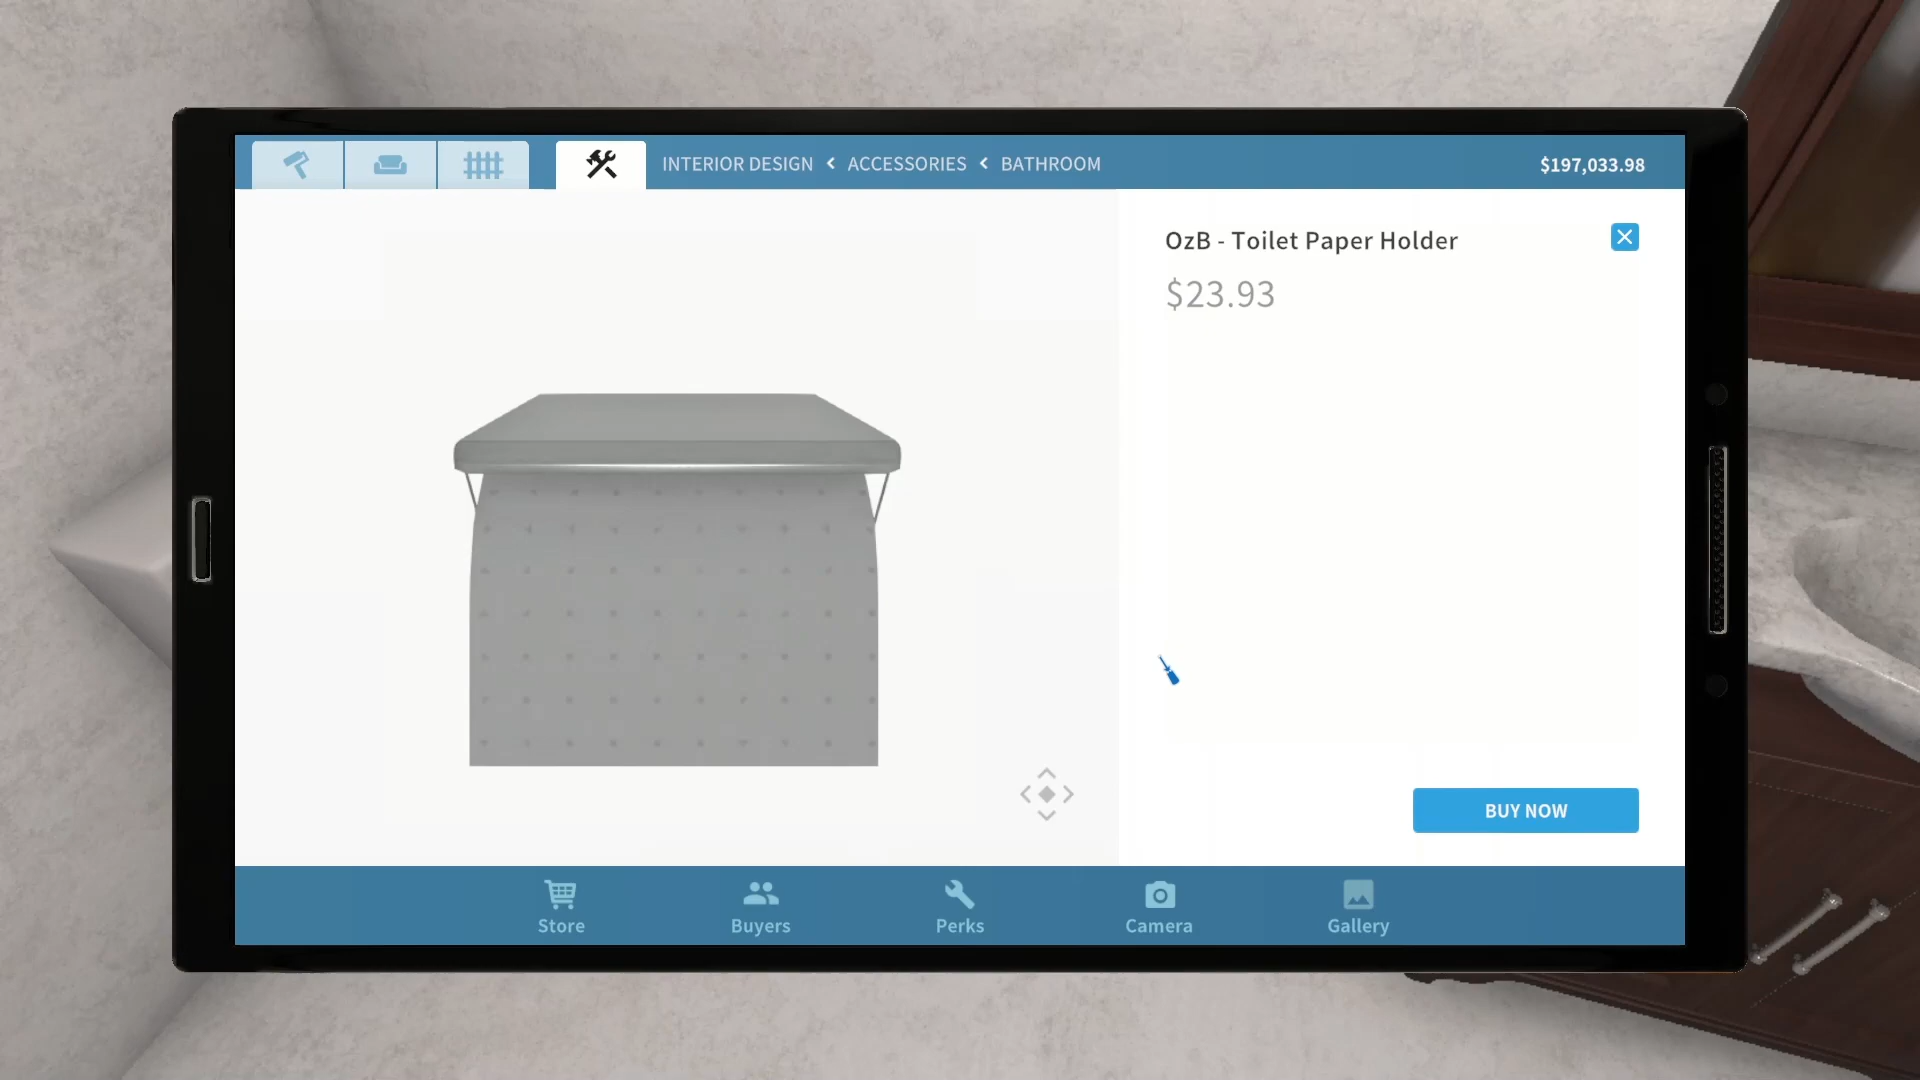 INTERIOR DESIGN < ACCESSORIES < BATHROOM
$197,033.98
OzB - Toilet Paper Holder
$23.93
BUY NOW
Store
Buyers
Perks
Camera
Gallery